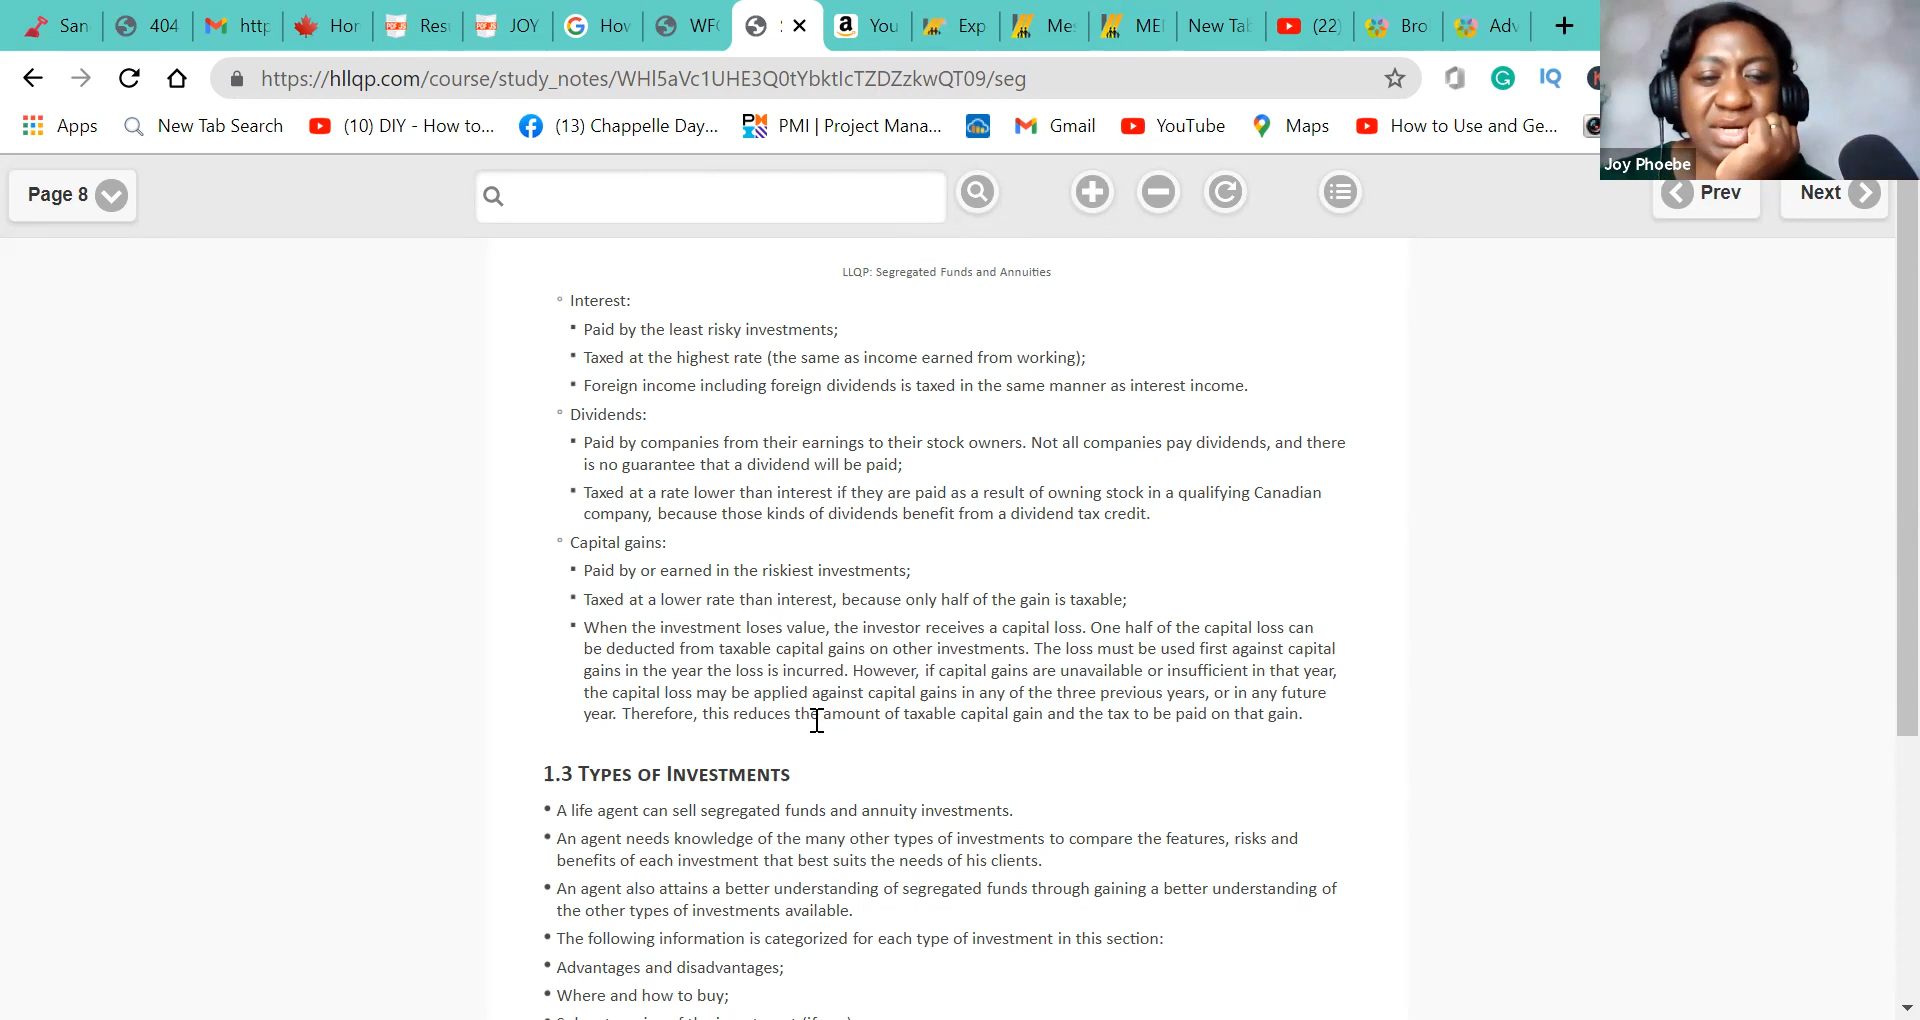 San
404
http
Hor
Res
JOY
Hov
WFC
You
Exp
Me
MEI
New Tab
(22)
Bro
Adv
https://hllqp.com/course/study_notes/WHl5aVc1UHE3Q0tYbktIcTZDZzkwQT09/seg
Apps
New Tab Search
(10) DIY - How to...
(13) Chappelle Day...
PMI | Project Mana...
Gmail
YouTube
Maps
How to Use and Ge...
Joy Phoebe
Page 8
Prev
Next
LLQP: Segregated Funds and Annuities
° Interest:
▪ Paid by the least risky investments;
▪ Taxed at the highest rate (the same as income earned from working);
▪ Foreign income including foreign dividends is taxed in the same manner as interest income.
° Dividends:
▪ Paid by companies from their earnings to their stock owners. Not all companies pay dividends, and there
is no guarantee that a dividend will be paid;
▪ Taxed at a rate lower than interest if they are paid as a result of owning stock in a qualifying Canadian
company, because those kinds of dividends benefit from a dividend tax credit.
° Capital gains:
▪ Paid by or earned in the riskiest investments;
▪ Taxed at a lower rate than interest, because only half of the gain is taxable;
▪ When the investment loses value, the investor receives a capital loss. One half of the capital loss can
be deducted from taxable capital gains on other investments. The loss must be used first against capital
gains in the year the loss is incurred. However, if capital gains are unavailable or insufficient in that year,
the capital loss may be applied against capital gains in any of the three previous years, or in any future
year. Therefore, this reduces the amount of taxable capital gain and the tax to be paid on that gain.
1.3 TYPES OF INVESTMENTS
• A life agent can sell segregated funds and annuity investments.
• An agent needs knowledge of the many other types of investments to compare the features, risks and
benefits of each investment that best suits the needs of his clients.
• An agent also attains a better understanding of segregated funds through gaining a better understanding of
the other types of investments available.
• The following information is categorized for each type of investment in this section:
• Advantages and disadvantages;
• Where and how to buy;